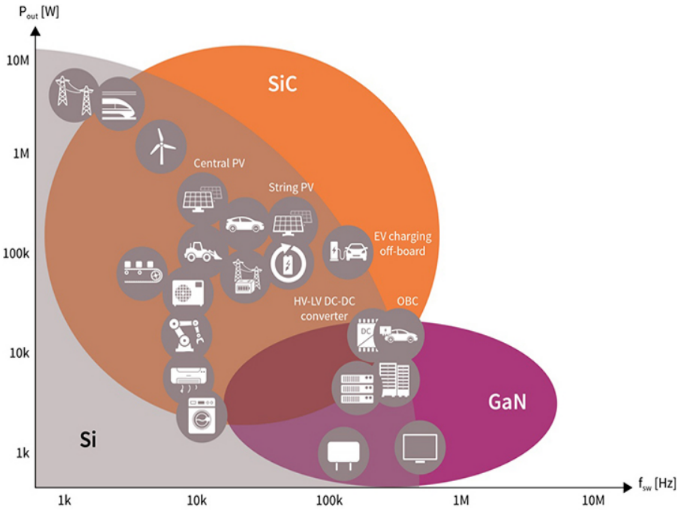 Pout [W]
10M
SiC
Central PV
1M
String PV
EV charging
off-board
100k
HV-LV DC-DC
converter
OBC
DC
10k
GaN
Si
1k
fsw [Hz]
1k
10k
100k
1M
10M